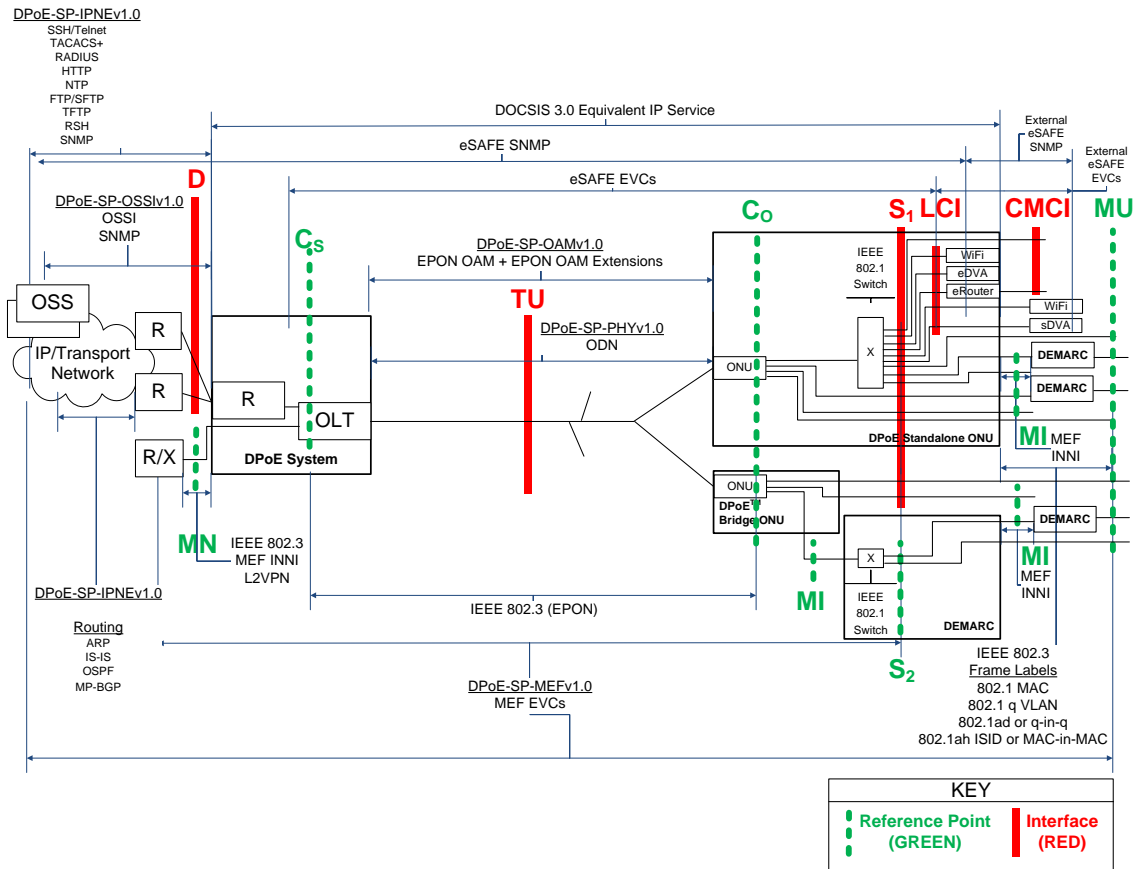 DPoE-SP-IPNEv1.0
SSH/Telnet
TACACS+
RADIUS
HTTP
NTP
FTP/SFTP
TFTP
RSH
SNMP
DOCSIS 3.0 Equivalent IP Service
External
eSAFE
SNMP
eSAFE SNMP
External
eSAFE
EVCs
eSAFE EVCs
D
DPoE-SP-OSSIv1.0
OSSI
SNMP
CS
DPoE-SP-OAMv1.0
EPON OAM + EPON OAM Extensions
CO
S1
LCI
CMCI
MU
IEEE
802.1
Switch
WiFi
eDVA
eRouter
WiFi
sDVA
TU
DPoE-SP-PHYv1.0
ODN
OSS
IP/Transport
Network
R
R
R
OLT
DPoE System
R/X
ONU
X
DEMARC
DEMARC
DPoE Standalone ONU
MI
MEF
INNI
ONU
DPoE™
Bridge ONU
DEMARC
MN
IEEE 802.3
MEF INNI
L2VPN
MI
MI
MEF
INNI
X
IEEE
802.1
Switch
DEMARC
DPoE-SP-IPNEv1.0
IEEE 802.3 (EPON)
Routing
ARP
IS-IS
OSPF
MP-BGP
S2
DPoE-SP-MEFv1.0
MEF EVCs
IEEE 802.3
Frame Labels
802.1 MAC
802.1 q VLAN
802.1ad or q-in-q
802.1ah ISID or MAC-in-MAC
KEY
Reference Point
(GREEN)
Interface
(RED)